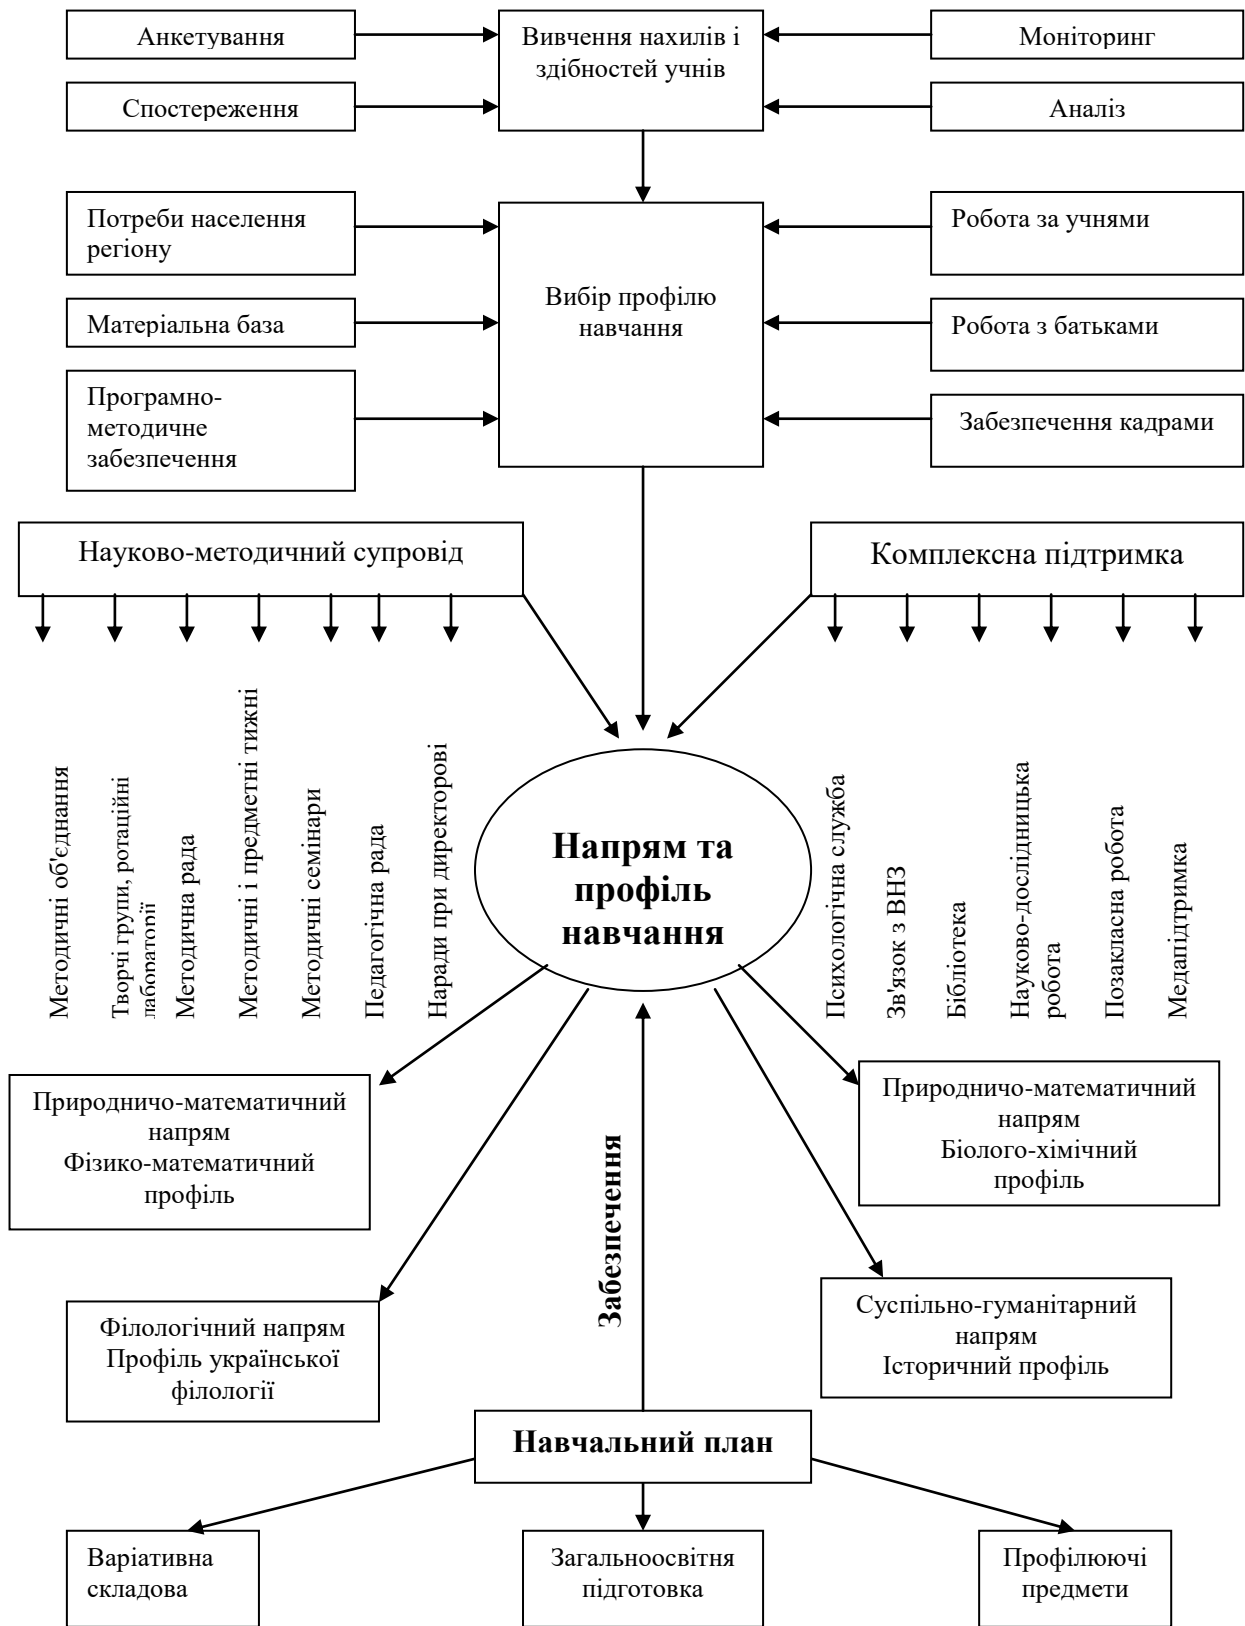 Анкетування
Вивчення нахилів і
здібностей учнів
Моніторинг
Спостереження
Аналіз
Потреби населення
регіону
Робота за учнями
Вибір профілю
навчання
Матеріальна база
Робота з батьками
Програмно-
методичне
забезпечення
Забезпечення кадрами
Науково-методичний супровід
Комплексна підтримка
Методичні об'єднання
Творчі групи, ротаційні
лабораторії
Методична рада
Методичні і предметні тижні
Методичні семінари
Педагогічна рада
Наради при директорові
Напрям та
профіль
навчання
Психологічна служба
Зв'язок з ВНЗ
Бібліотека
Науково-дослідницька
робота
Позакласна робота
Медапідтримка
Природничо-математичний
напрям
Фізико-математичний
профіль
Природничо-математичний
напрям
Біолого-хімічний
профіль
Забезпечення
Філологічний напрям
Профіль української
філології
Суспільно-гуманітарний
напрям
Історичний профіль
Навчальний план
Варіативна
складова
Загальноосвітня
підготовка
Профілюючі
предмети